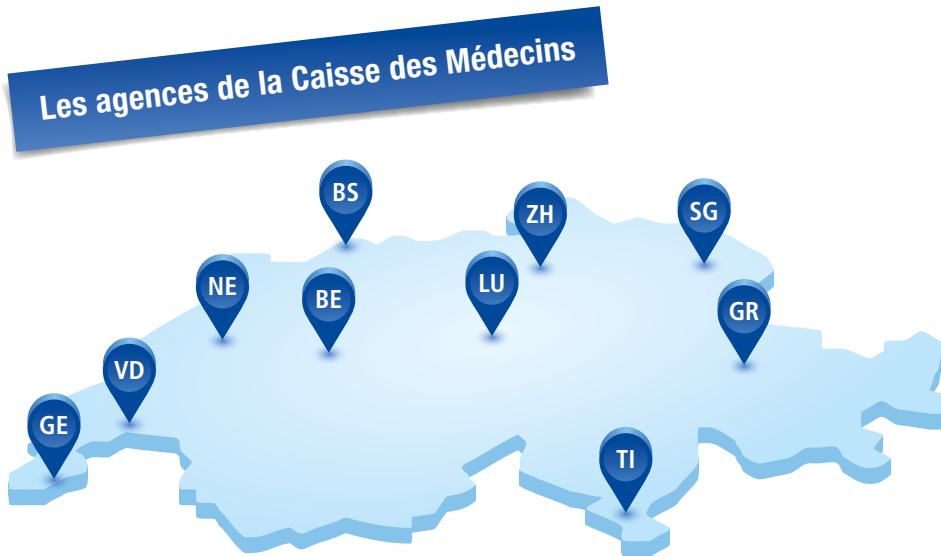 Les agences de la Caisse des Médecins
BS
ZH
SG
NE
BE
LU
GR
VD
GE
TI